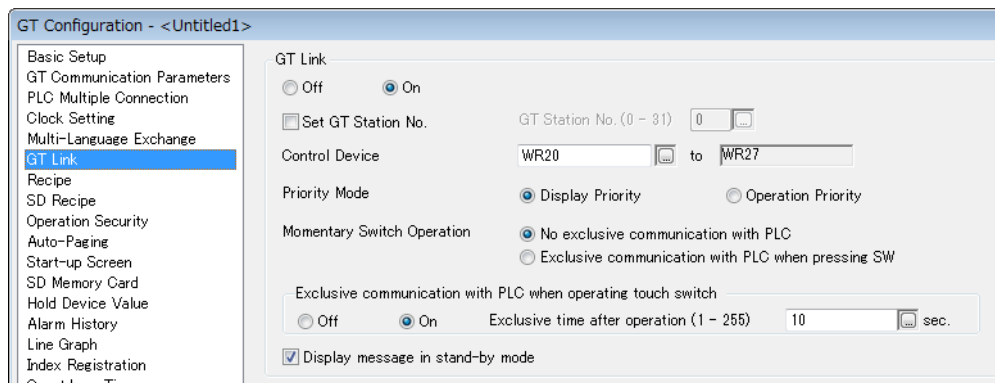 GT Configuration - <Untitled1>
Basic Setup
GT Communication Parameters
PLC Multiple Connection
Clock Setting
Multi-Language Exchange
GT Link
Recipe
SD Recipe
Operation Security
Auto-Paging
Start-up Screen
SD Memory Card
Hold Device Value
Alarm History
Line Graph
Index Registration
GT Link
Off On
Set GT Station No. GT Station No. (0 - 31) 0 ...
Control Device WR20 ... to WR27
Priority Mode Display Priority Operation Priority
Momentary Switch Operation No exclusive communication with PLC
Exclusive communication with PLC when pressing SW
Exclusive communication with PLC when operating touch switch
Off On Exclusive time after operation (1 - 255) 10 ... sec.
Display message in stand-by mode